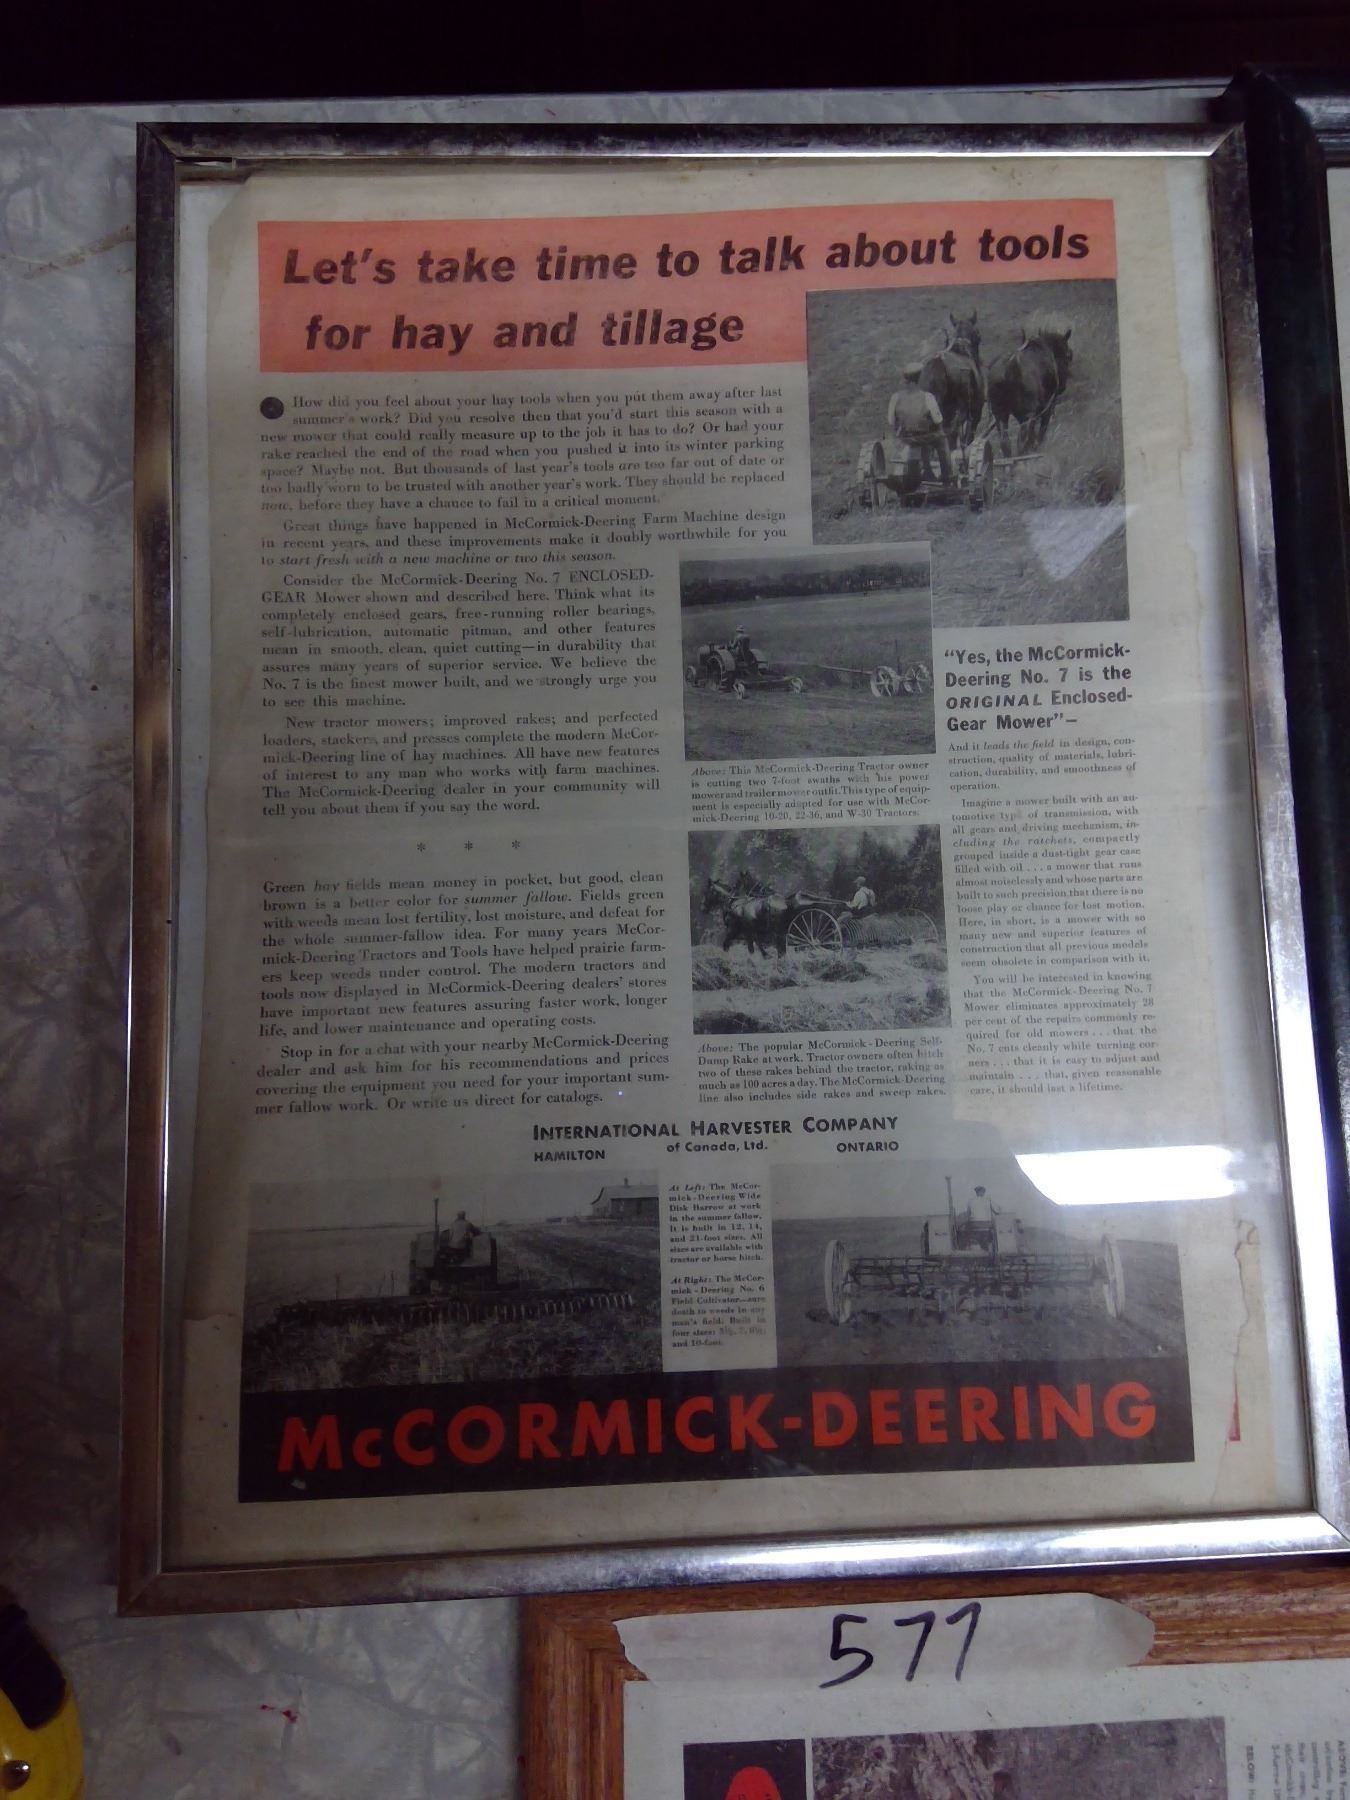 Let's take time to talk about tools
for hay and tillage
How did you feel about your hay tools when you put them away after last
summer's work? Did you resolve then that you'd start this season with a
new mower that could really measure up to the job it has to do? Or had your
rake reached the end of the road when you pushed it into its winter parking
space? Maybe not. But thousands of last year's tools are too far out of date or
too badly worn to be trusted with another year's work. They should be replaced
now, before they have a chance to fail in a critical moment.
Great things have happened in McCormick-Deering Farm Machine design
in recent years, and these improvements make it doubly worthwhile for you
to start fresh with a new machine or two this season.
Consider the McCormick-Deering No. 7 ENCLOSED-
GEAR Mower shown and described here. Think what its
completely enclosed gears, free-running roller bearings,
self-lubrication, automatic pitman, and other features
mean in smooth, clean, quiet cutting—in durability that
assures many years of superior service. We believe the
No. 7 is the finest mower built, and we strongly urge you
to see this machine.
New tractor mowers; improved rakes; and perfected
loaders, stackers, and presses complete the modern McCor-
mick-Deering line of hay machines. All have new features
of interest to any man who works with farm machines.
The McCormick-Deering dealer in your community will
tell you about them if you say the word.
* * *
Green hay fields mean money in pocket, but good, clean
brown is a better color for summer fallow. Fields green
with weeds mean lost fertility, lost moisture, and defeat for
the whole summer-fallow idea. For many years McCor-
mick-Deering Tractors and Tools have helped prairie farm-
ers keep weeds under control. The modern tractors and
tools now displayed in McCormick-Deering dealers' stores
have important new features assuring faster work, longer
life, and lower maintenance and operating costs.
Stop in for a chat with your nearby McCormick-Deering
dealer and ask him for his recommendations and prices
covering the equipment you need for your important sum-
mer fallow work. Or write us direct for catalogs.
Above: This McCormick-Deering Tractor owner
is cutting two 7-foot swaths with his power
mower and trailer mower outfit. This type of equip-
ment is especially adapted for use with McCor-
mick-Deering 10-20, 22-36, and W-30 Tractors.
Above: The popular McCormick-Deering Self-
Dump Rake at work. Tractor owners often hitch
two of these rakes behind the tractor, raking as
much as 100 acres a day. The McCormick-Deering
line also includes side rakes and sweep rakes.
"Yes, the McCormick-
Deering No. 7 is the
ORIGINAL Enclosed-
Gear Mower"—
And it leads the field in design, con-
struction, quality of materials, lubri-
cation, durability, and smoothness of
operation.
Imagine a mower built with an au-
tomotive type of transmission, with
all gears and driving mechanism, in-
cluding the ratchets, compactly
grouped inside a dust-tight gear case
filled with oil . . . a mower that runs
almost noiselessly and whose parts are
built to such precision that there is no
loose play or chance for lost motion.
Here, in short, is a mower with so
many new and superior features of
construction that all previous models
seem obsolete in comparison with it.
You will be interested in knowing
that the McCormick-Deering No. 7
Mower eliminates approximately 28
per cent of the repairs commonly re-
quired for old mowers . . . that the
No. 7 cuts cleanly while turning cor-
ners . . . that it is easy to adjust and
maintain . . . that, given reasonable
care, it should last a lifetime.
INTERNATIONAL HARVESTER COMPANY
HAMILTON of Canada, Ltd. ONTARIO
At Left: The McCor-
mick-Deering Wide
Disk Harrow at work
in the summer fallow.
It is built in 12, 14,
and 21-foot sizes. All
sizes are available with
tractor or horse hitch.
At Right: The McCor-
mick-Deering No. 6
Field Cultivator—sure
death to weeds in any
man's field. Built in
four sizes:
and 10-foot.
McCORMICK-DEERING
577